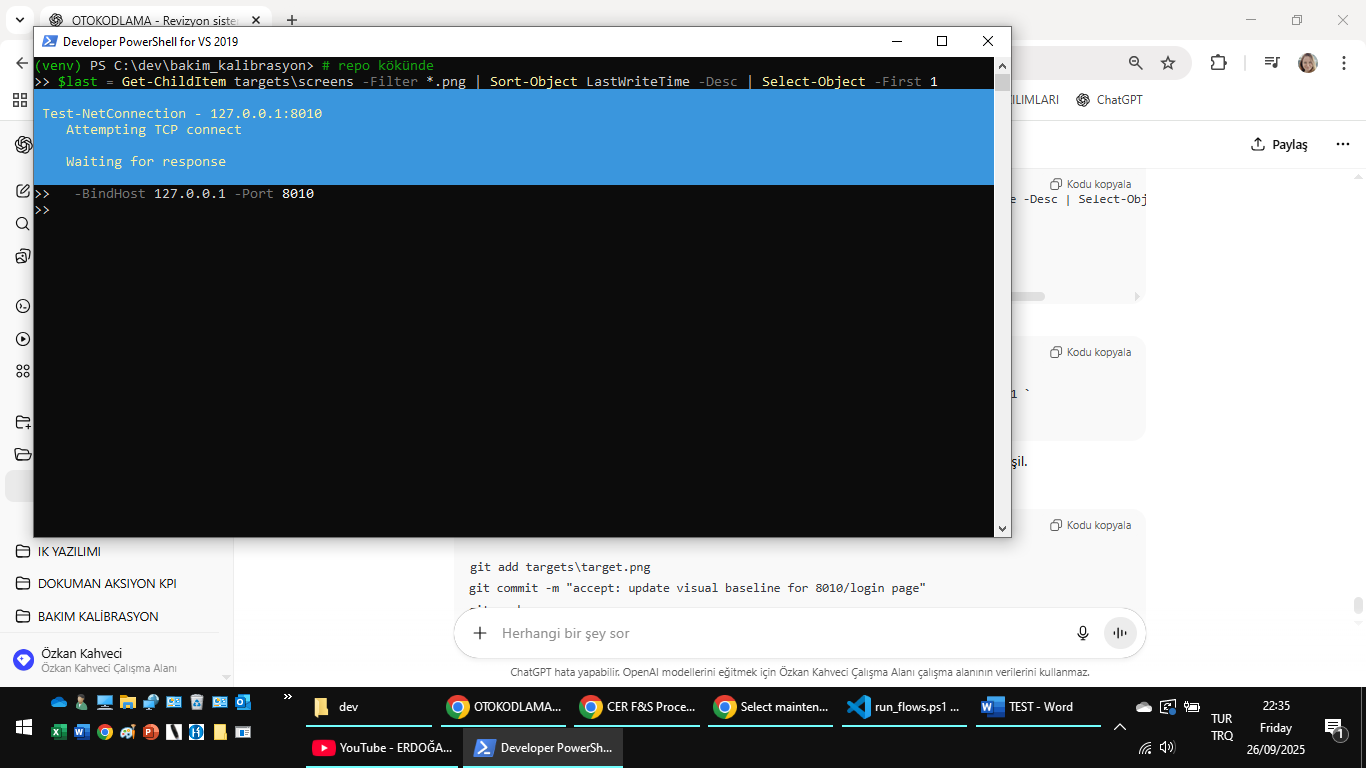 OTOKODLAMA - Revizyon siste
Developer PowerShell for VS 2019
(venv) PS C:\dev\bakim_kalibrasyon> # repo kökünde
>> $last = Get-ChildItem targets\screens -Filter *.png | Sort-Object LastWriteTime -Desc | Select-Object -First 1
Test-NetConnection - 127.0.0.1:8010
Attempting TCP connect
Waiting for response
>> -BindHost 127.0.0.1 -Port 8010
>>
ILIMLARI
ChatGPT
Paylaş
Kodu kopyala
e -Desc | Select-Obj
Kodu kopyala
1 `
şil.
Kodu kopyala
git add targets\target.png
git commit -m "accept: update visual baseline for 8010/login page"
IK YAZILIMI
DOKUMAN AKSIYON KPI
BAKIM KALİBRASYON
Özkan Kahveci
Özkan Kahveci Çalışma Alanı
Herhangi bir şey sor
ChatGPT hata yapabilir. OpenAI modellerini eğitmek için Özkan Kahveci Çalışma Alanı çalışma alanının verilerini kullanmaz.
dev
OTOKODLAMA...
CER F&S Proce...
Select mainten...
run_flows.ps1 ...
TEST - Word
YouTube - ERDOĞA...
Developer PowerSh...
TUR
TRQ
22:35
Friday
26/09/2025
1